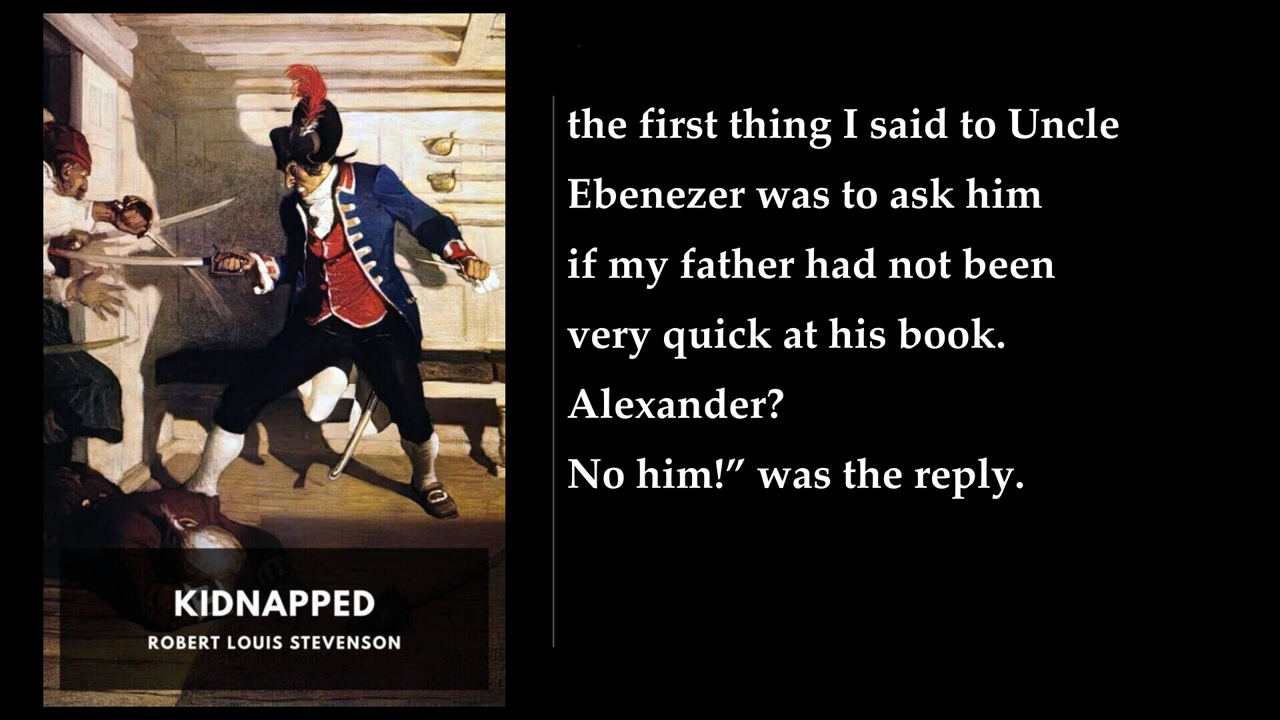 the first thing I said to Uncle
Ebenezer was to ask him
if my father had not been
very quick at his book.
Alexander?
No him!” was the reply.
KIDNAPPED
ROBERT LOUIS STEVENSON